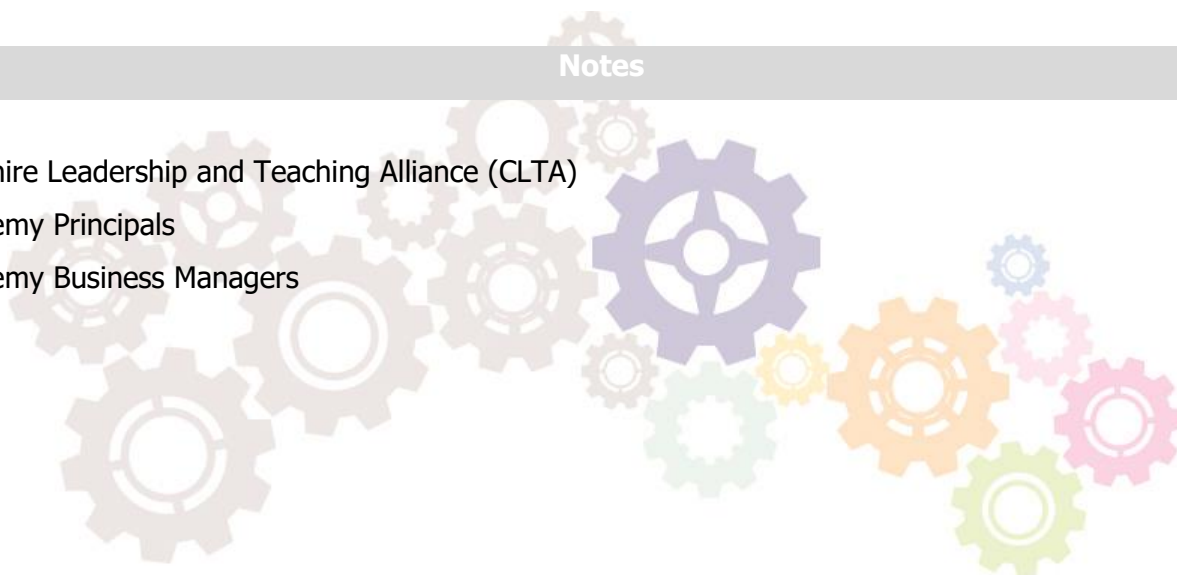 Notes
hire Leadership and Teaching Alliance (CLTA)
emy Principals
emy Business Managers